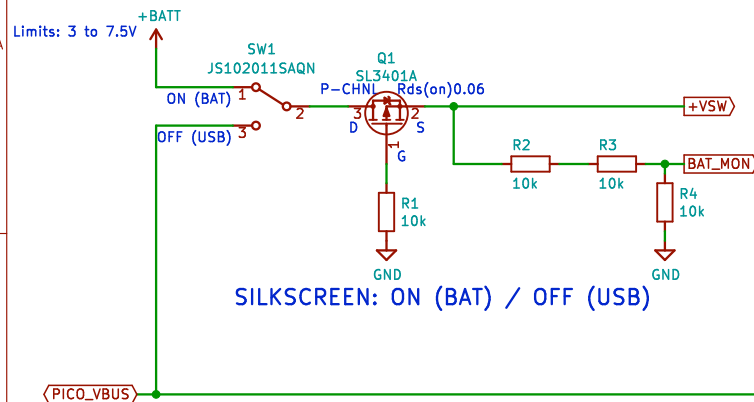 +BATT
Limits: 3 to 7.5V
A
SW1
JS102011SAQN
Q1
SL3401A
P-CHNL Rds(on)0.06
ON (BAT)
1
2
3
OFF (USB)
3
D
2
S
1
G
+VSW
R2
10k
R3
10k
BAT_MON
R1
10k
R4
10k
GND
GND
SILKSCREEN: ON (BAT) / OFF (USB)
PICO_VBUS